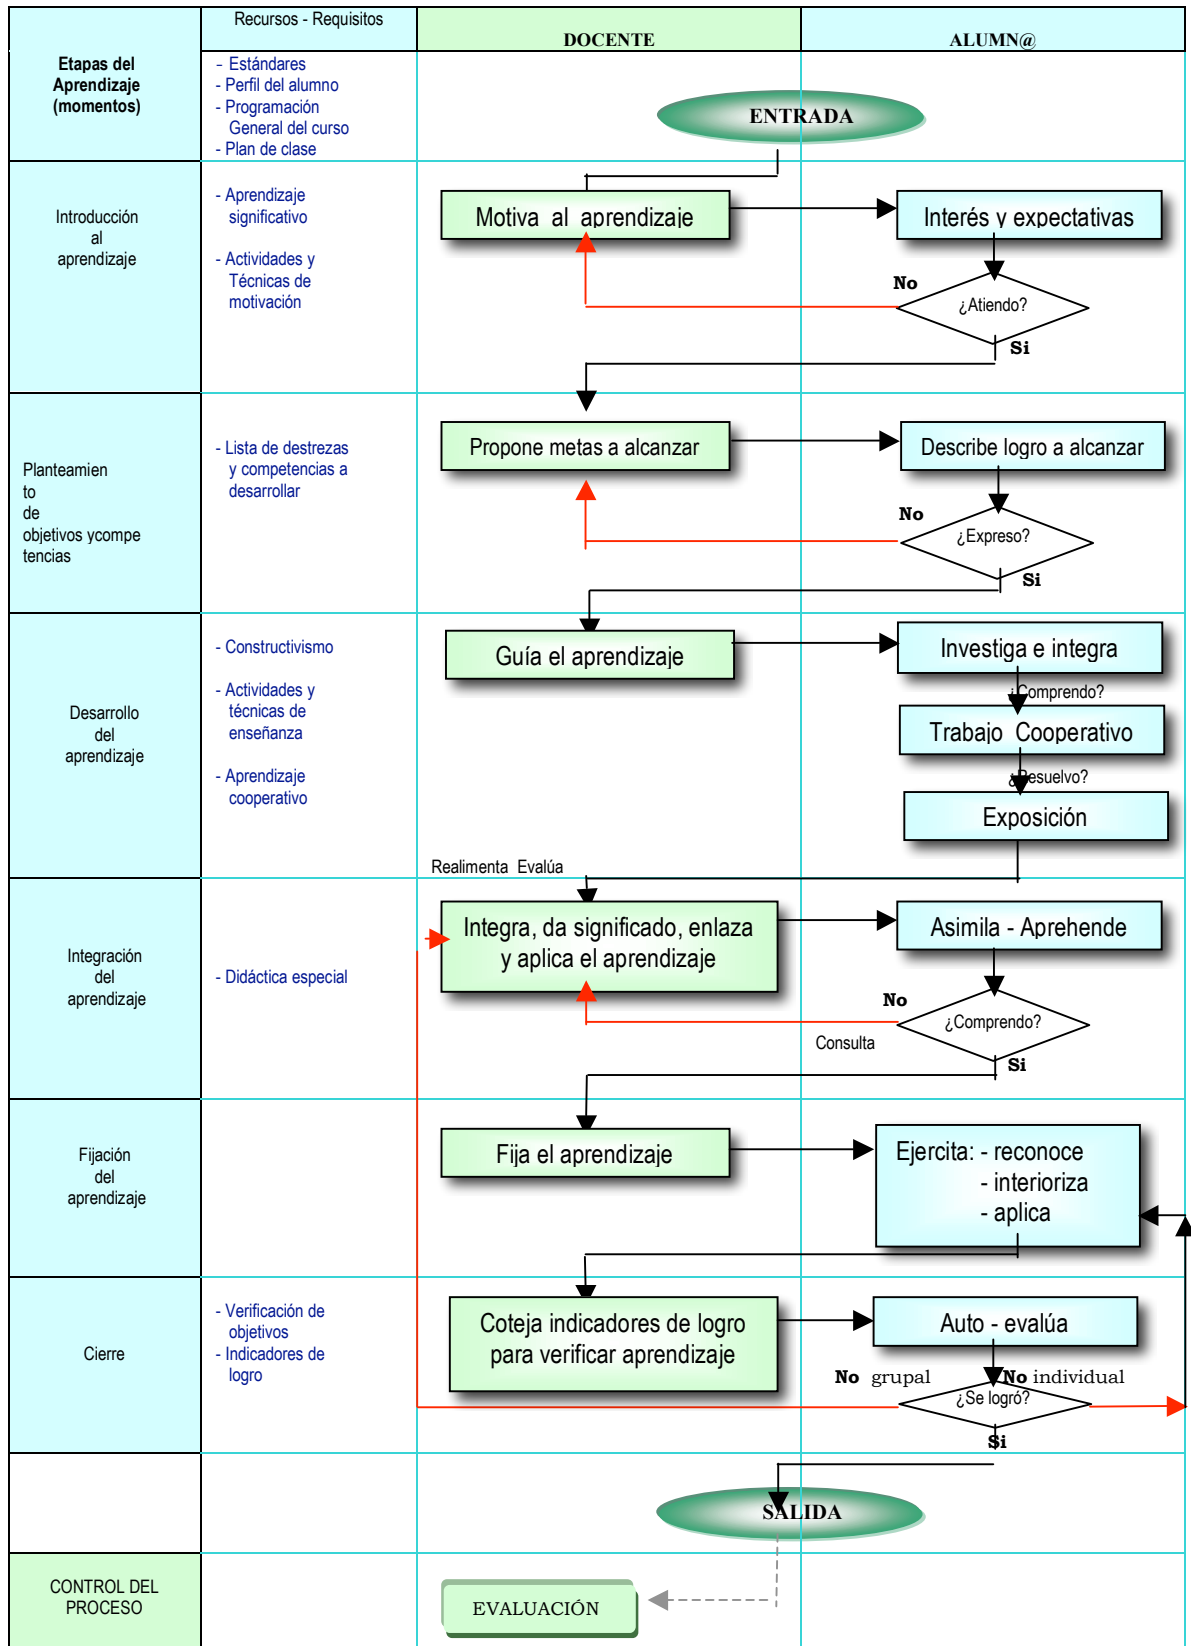 Recursos - Requisitos
DOCENTE
ALUMN@
Etapas del
Aprendizaje
(momentos)
- Estándares
- Perfil del alumno
- Programación
General del curso
- Plan de clase
ENTRADA
Introducción
al
aprendizaje
- Aprendizaje
significativo
- Actividades y
Técnicas de
motivación
Motiva al aprendizaje
Interés y expectativas
No
¿Atiendo?
Si
Planteamien
to
de
objetivos ycompe
tencias
- Lista de destrezas
y competencias a
desarrollar
Propone metas a alcanzar
Describe logro a alcanzar
No
¿Expreso?
Si
Desarrollo
del
aprendizaje
- Constructivismo
- Actividades y
técnicas de
enseñanza
- Aprendizaje
cooperativo
Guía el aprendizaje
Investiga e integra
¿Comprendo?
Trabajo Cooperativo
¿Resuelvo?
Exposición
Realimenta Evalúa
Integración
del
aprendizaje
- Didáctica especial
Integra, da significado, enlaza
y aplica el aprendizaje
Asimila - Aprehende
No
¿Comprendo?
Consulta
Si
Fijación
del
aprendizaje
Fija el aprendizaje
Ejercita: - reconoce
- interioriza
- aplica
Cierre
- Verificación de
objetivos
- Indicadores de
logro
Coteja indicadores de logro
para verificar aprendizaje
Auto - evalúa
No grupal
No individual
¿Se logró?
Si
SALIDA
CONTROL DEL
PROCESO
EVALUACIÓN